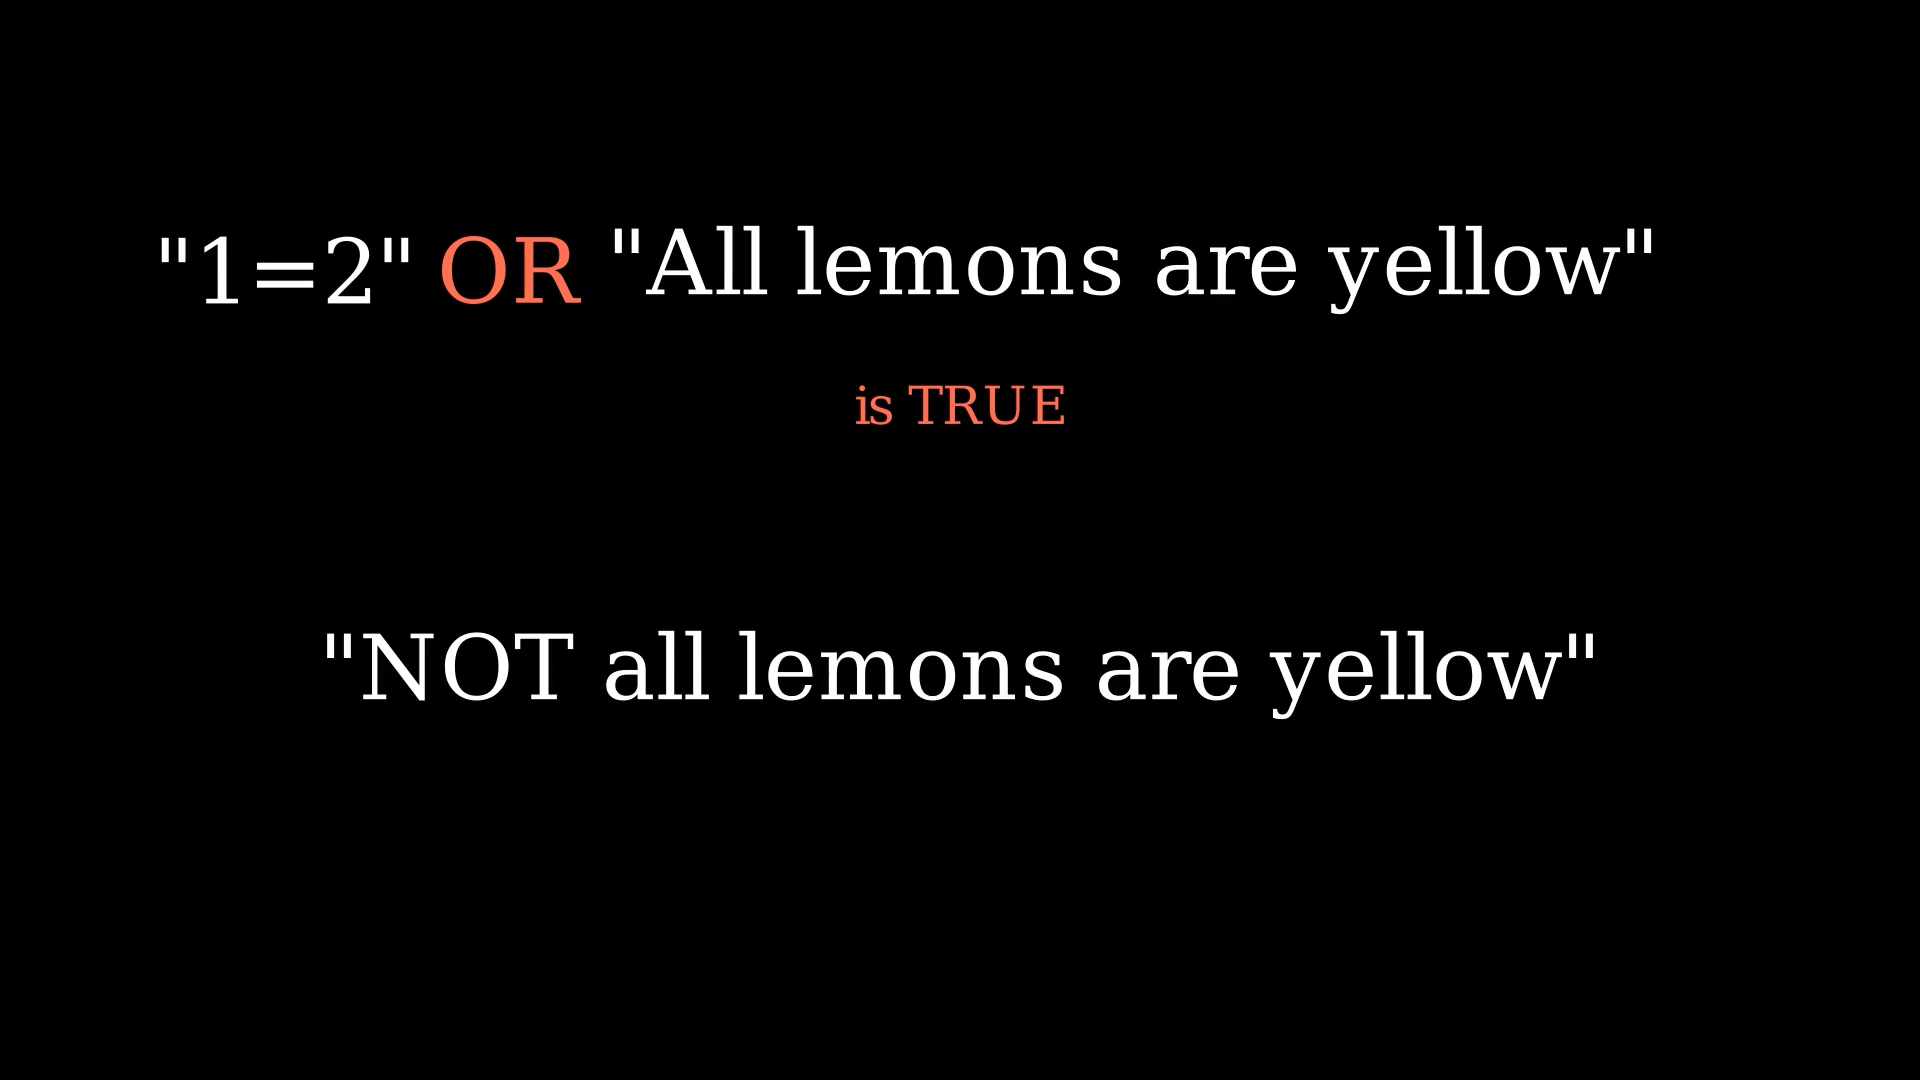 "1=2" OR "All lemons are yellow"
is TRUE
"NOT all lemons are yellow"